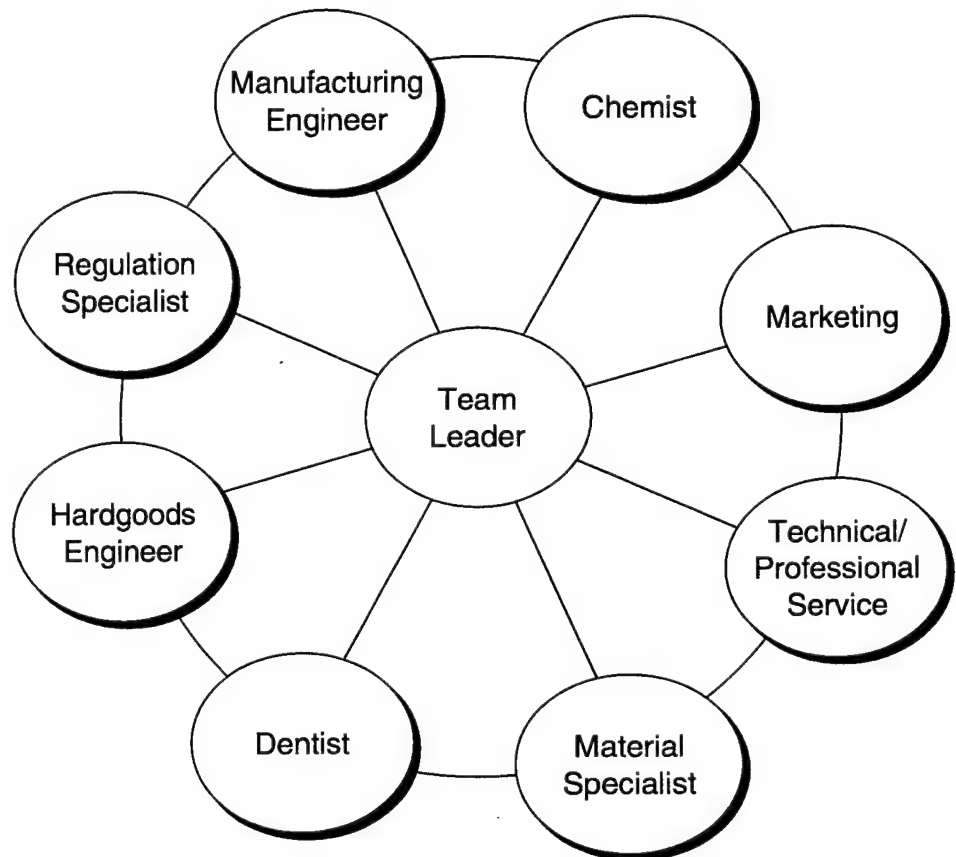 Manufacturing
Engineer
Chemist
Regulation
Specialist
Marketing
Team
Leader
Hardgoods
Engineer
Technical/
Professional
Service
Dentist
Material
Specialist